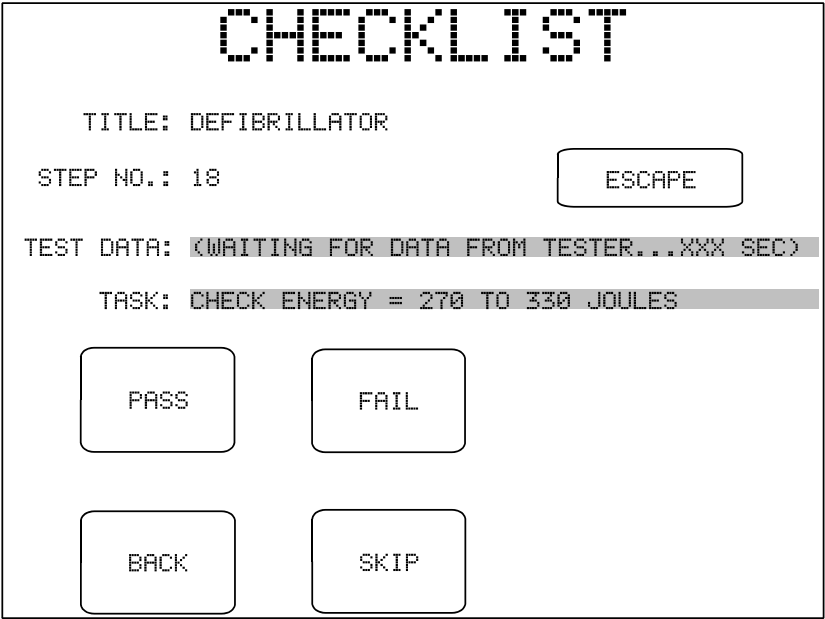 CHECKLIST
TITLE: DEFIBRILLATOR
STEP NO.: 18
ESCAPE
TEST DATA: (WAITING FOR DATA FROM TESTER...XXX SEC)
TASK: CHECK ENERGY = 270 TO 330 JOULES
PASS FAIL
BACK SKIP